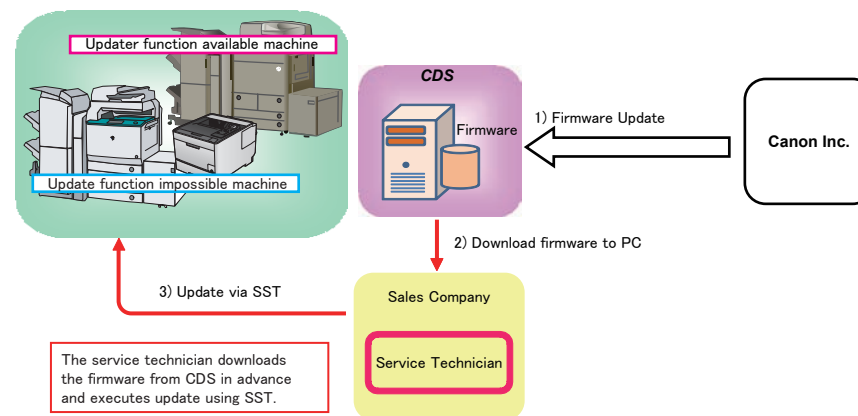 Updater function available machine
Update function impossible machine
CDS
Firmware
1) Firmware Update
Canon Inc.
2) Download firmware to PC
3) Update via SST
Sales Company
Service Technician
The service technician downloads
the firmware from CDS in advance
and executes update using SST.